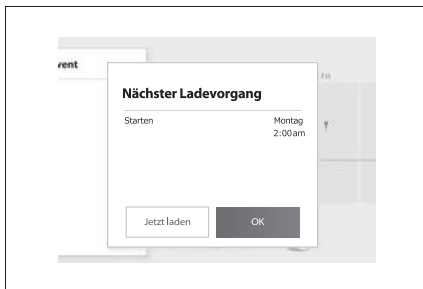 vent
Nächster Ladevorgang
Starten Montag
2:00am
Jetzt laden OK